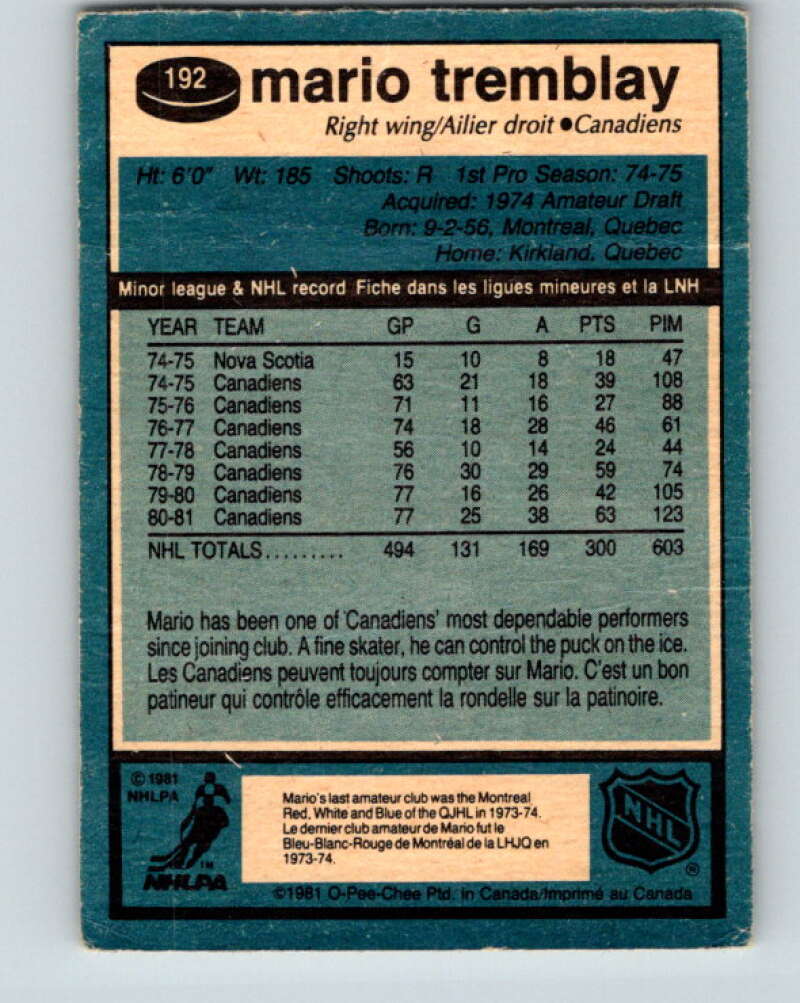 192 mario tremblay
Right wing/Ailier droit ●Canadiens
Ht: 6'0" Wt: 185 Shoots: R 1st Pro Season: 74-75
Acquired: 1974 Amateur Draft
Born: 9-2-56, Montreal, Quebec
Home: Kirkland, Quebec
Minor league & NHL record Fiche dans les ligues mineures et la LNH
YEAR TEAM GP G A PTS PIM
74-75 Nova Scotia 15 10 8 18 47
74-75 Canadiens 63 21 18 39 108
75-76 Canadiens 71 11 16 27 88
76-77 Canadiens 74 18 28 46 61
77-78 Canadiens 56 10 14 24 44
78-79 Canadiens 76 30 29 59 74
79-80 Canadiens 77 16 26 42 105
80-81 Canadiens 77 25 38 63 123
NHL TOTALS......... 494 131 169 300 603
Mario has been one of Canadiens' most dependable performers
since joining club. A fine skater, he can control the puck on the ice.
Les Canadiens peuvent toujours compter sur Mario. C'est un bon
patineur qui contrôle efficacement la rondelle sur la patinoire.
© 1981
NHLPA
TM
NHLPA
Mario's last amateur club was the Montreal
Red, White and Blue of the QJHL in 1973-74.
Le dernier club amateur de Mario fut le
Bleu-Blanc-Rouge de Montréal de la LHJQ en
1973-74.
NHL
®
©1981 O-Pee-Chee Ptd. in Canada/Imprimé au Canada